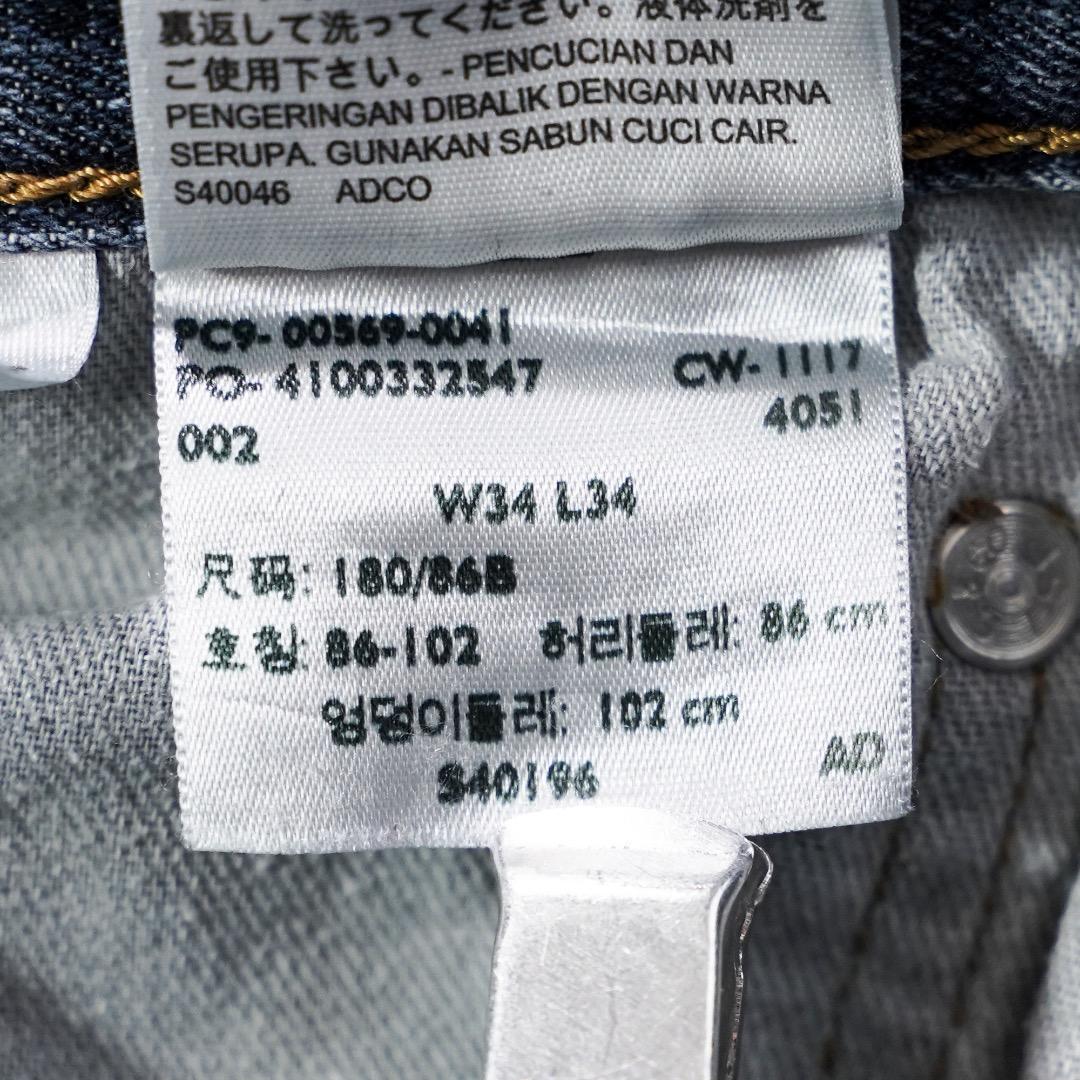 裏返して洗ってください。液体洗剤を
ご使用下さい。- PENCUCIAN DAN
PENGERINGAN DIBALIK DENGAN WARNA
SERUPA. GUNAKAN SABUN CUCI CAIR.
S40046 ADCO
PC9-00569-0041
PO-4100332547 CW-1117
002 4051
W34 L34
尺码: 180/86B
호칭: 86-102 허리둘레: 86 cm
엉덩이둘레: 102 cm
S40196 AD